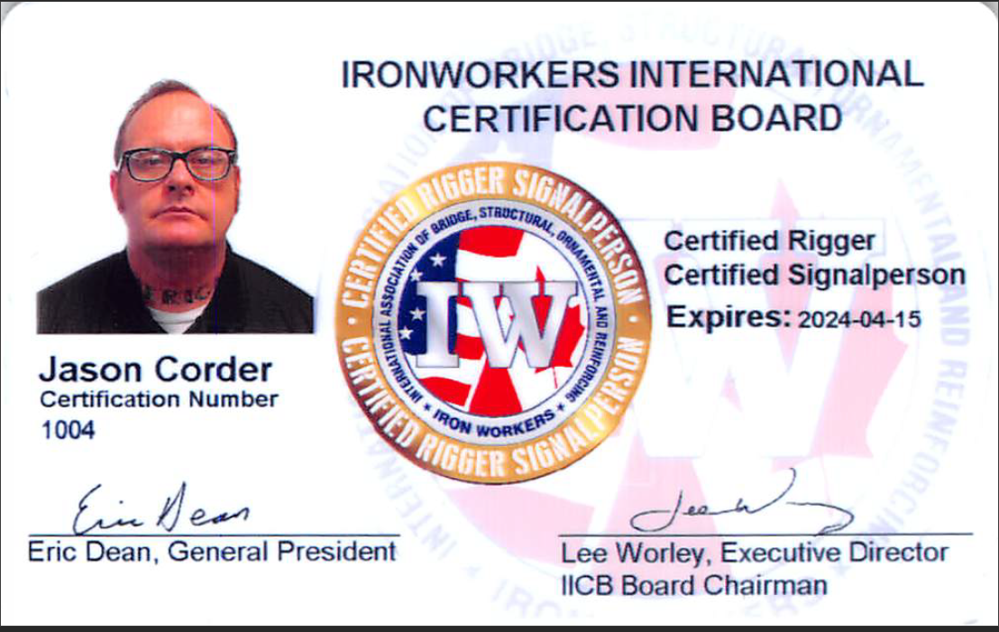 IRONWORKERS INTERNATIONAL
CERTIFICATION BOARD
CERTIFIED RIGGER SIGNALPERSON • CERTIFIED RIGGER SIGNALPERSON •
INTERNATIONAL ASSOCIATION OF BRIDGE, STRUCTURAL, ORNAMENTAL AND REINFORCING
★ IRON WORKERS ★
IW
Certified Rigger
Certified Signalperson
Expires: 2024-04-15
Jason Corder
Certification Number
1004
Eric Dean
Eric Dean, General President
Lee Worley, Executive Director
IICB Board Chairman